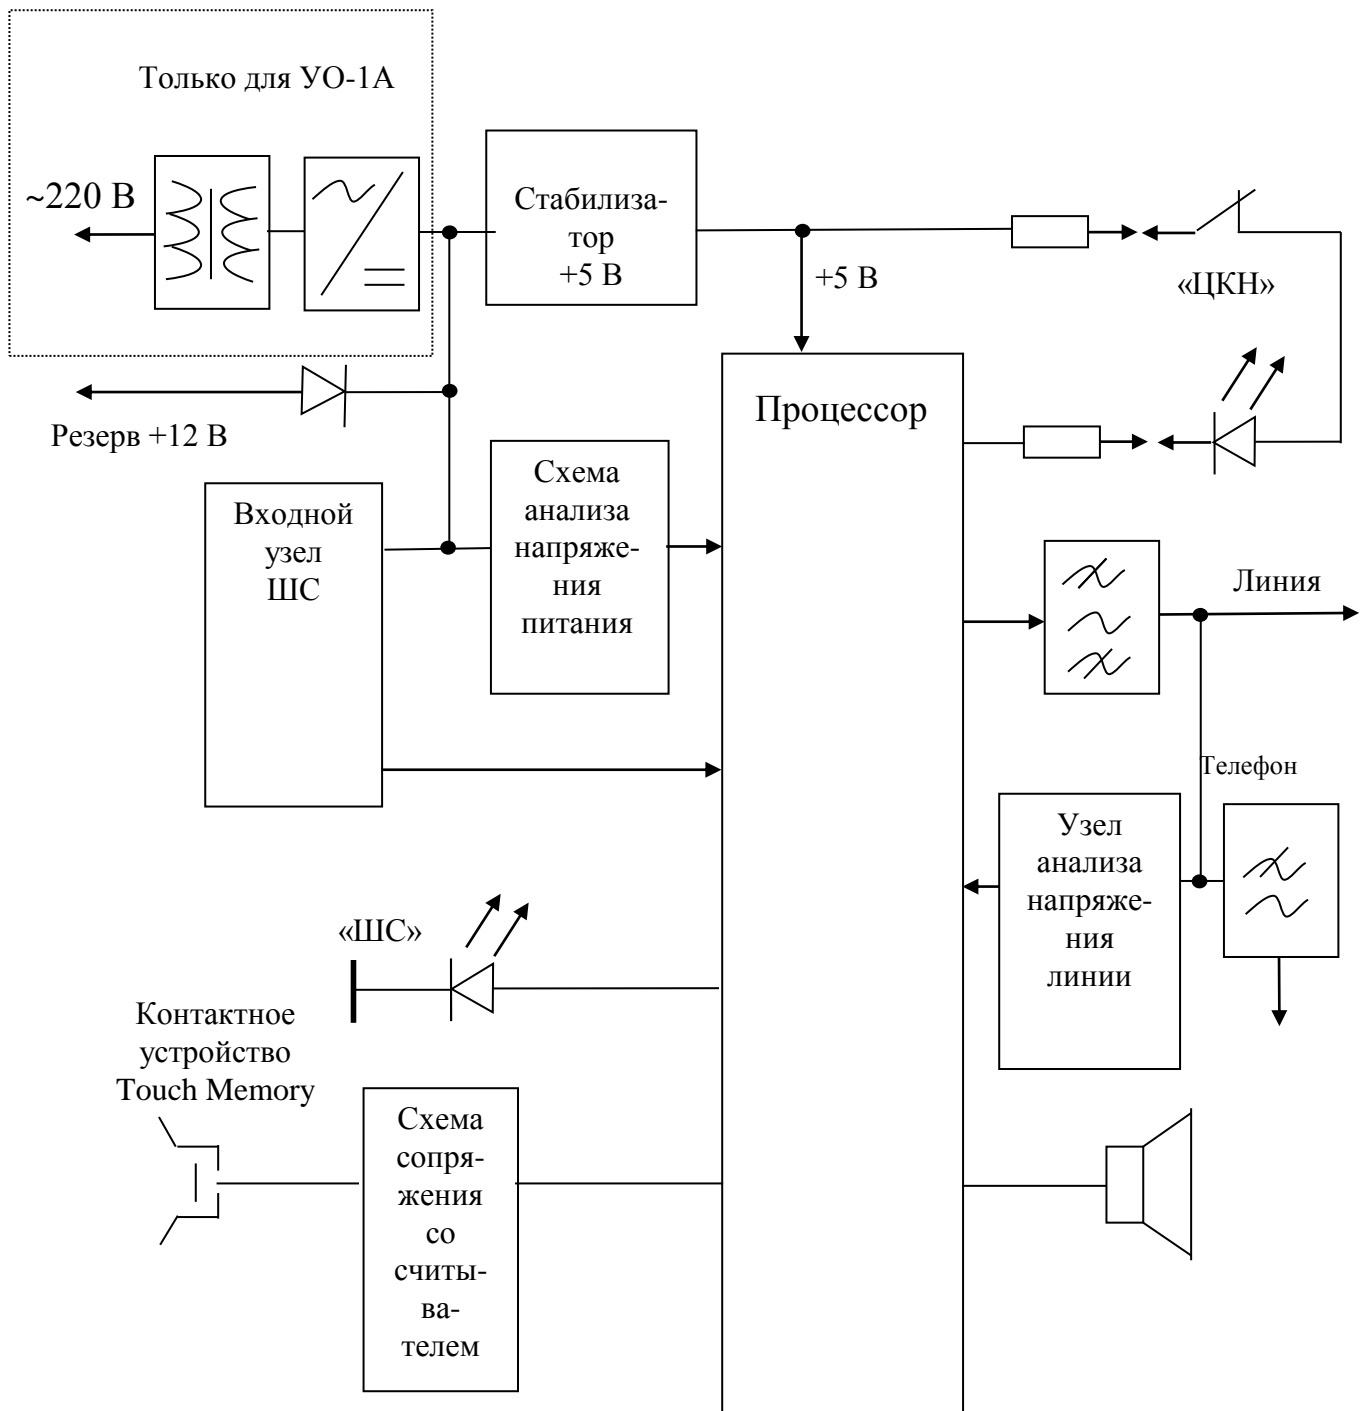 Только для УО-1А
~220 В
Стабилиза-
тор
+5 В
+5 В
«ЦКН»
Резерв +12 В
Процессор
Входной
узел
ШС
Схема
анализа
напряже-
ния
питания
Линия
Телефон
Узел
анализа
напряже-
ния
линии
«ШС»
Контактное
устройство
Touch Memory
Схема
сопря-
жения
со
считы-
ва-
телем